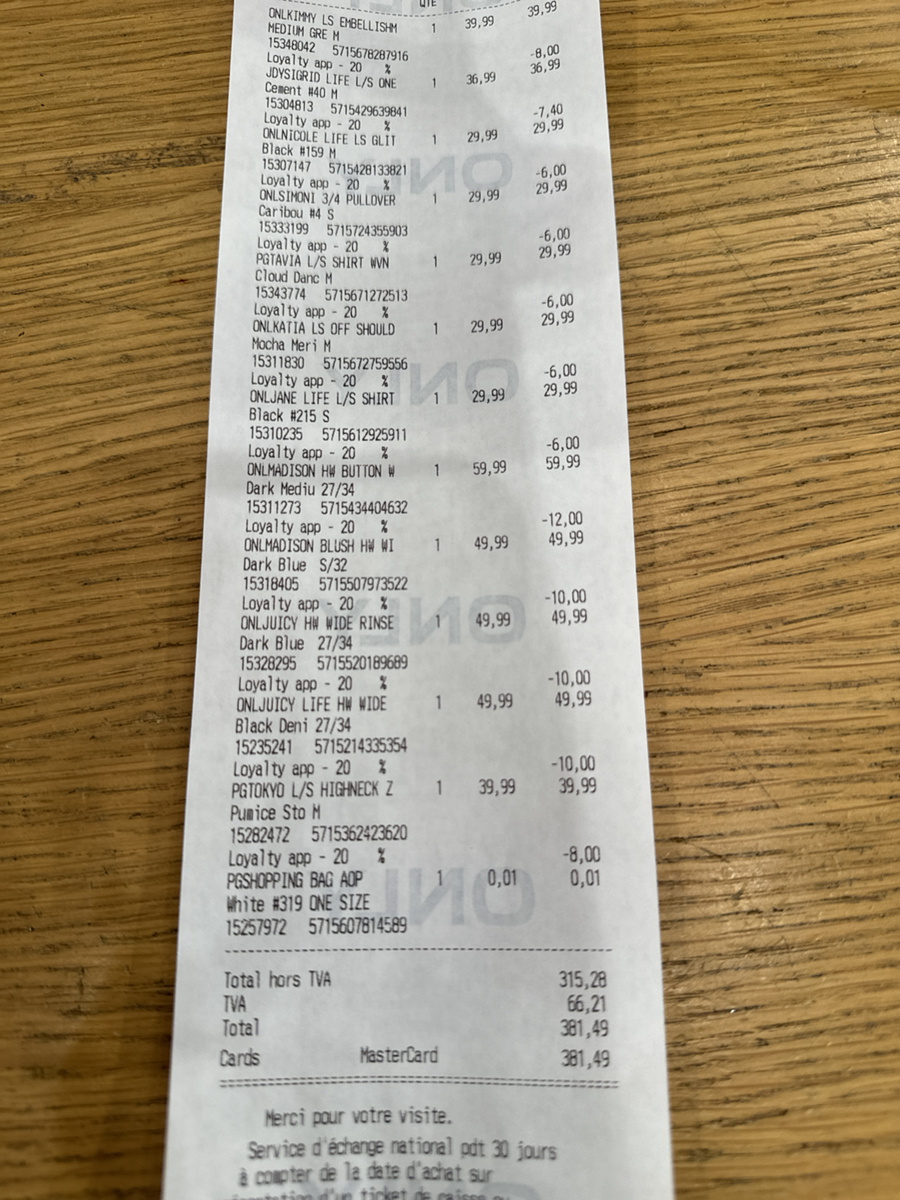 QTE
ONLKIMMY LS EMBELLISHM 1 39,99 39,99
MEDIUM GRE M
15348042 5715678287916
Loyalty app - 20 % -8,00
JDYSIGRID LIFE L/S ONE 1 36,99 36,99
Cement #40 M
15304813 5715429639841
Loyalty app - 20 % -7,40
ONLNICOLE LIFE LS GLIT 1 29,99 29,99
Black #159 M
15307147 5715428133821
Loyalty app - 20 % -6,00
ONLSIMONI 3/4 PULLOVER 1 29,99 29,99
Caribou #4 S
15333199 5715724355903
Loyalty app - 20 % -6,00
PGTAVIA L/S SHIRT WVN 1 29,99 29,99
Cloud Danc M
15343774 5715671272513
Loyalty app - 20 % -6,00
ONLKATIA LS OFF SHOULD 1 29,99 29,99
Mocha Meri M
15311830 5715672759556
Loyalty app - 20 % -6,00
ONLJANE LIFE L/S SHIRT 1 29,99 29,99
Black #215 S
15310235 5715612925911
Loyalty app - 20 % -6,00
ONLMADISON HW BUTTON W 1 59,99 59,99
Dark Mediu 27/34
15311273 5715434404632
Loyalty app - 20 % -12,00
ONLMADISON BLUSH HW WI 1 49,99 49,99
Dark Blue S/32
15318405 5715507973522
Loyalty app - 20 % -10,00
ONLJUICY HW WIDE RINSE 1 49,99 49,99
Dark Blue 27/34
15328295 5715520189689
Loyalty app - 20 % -10,00
ONLJUICY LIFE HW WIDE 1 49,99 49,99
Black Deni 27/34
15235241 5715214335354
Loyalty app - 20 % -10,00
PGTOKYO L/S HIGHNECK Z 1 39,99 39,99
Pumice Sto M
15282472 5715362423620
Loyalty app - 20 % -8,00
PGSHOPPING BAG AOP 1 0,01 0,01
White #319 ONE SIZE
15257972 5715607814589
Total hors TVA 315,28
TVA 66,21
Total 381,49
Cards MasterCard 381,49
Merci pour votre visite.
Service d'échange national pdt 30 jours
à compter de la date d'achat sur
d'un ticket de caisse